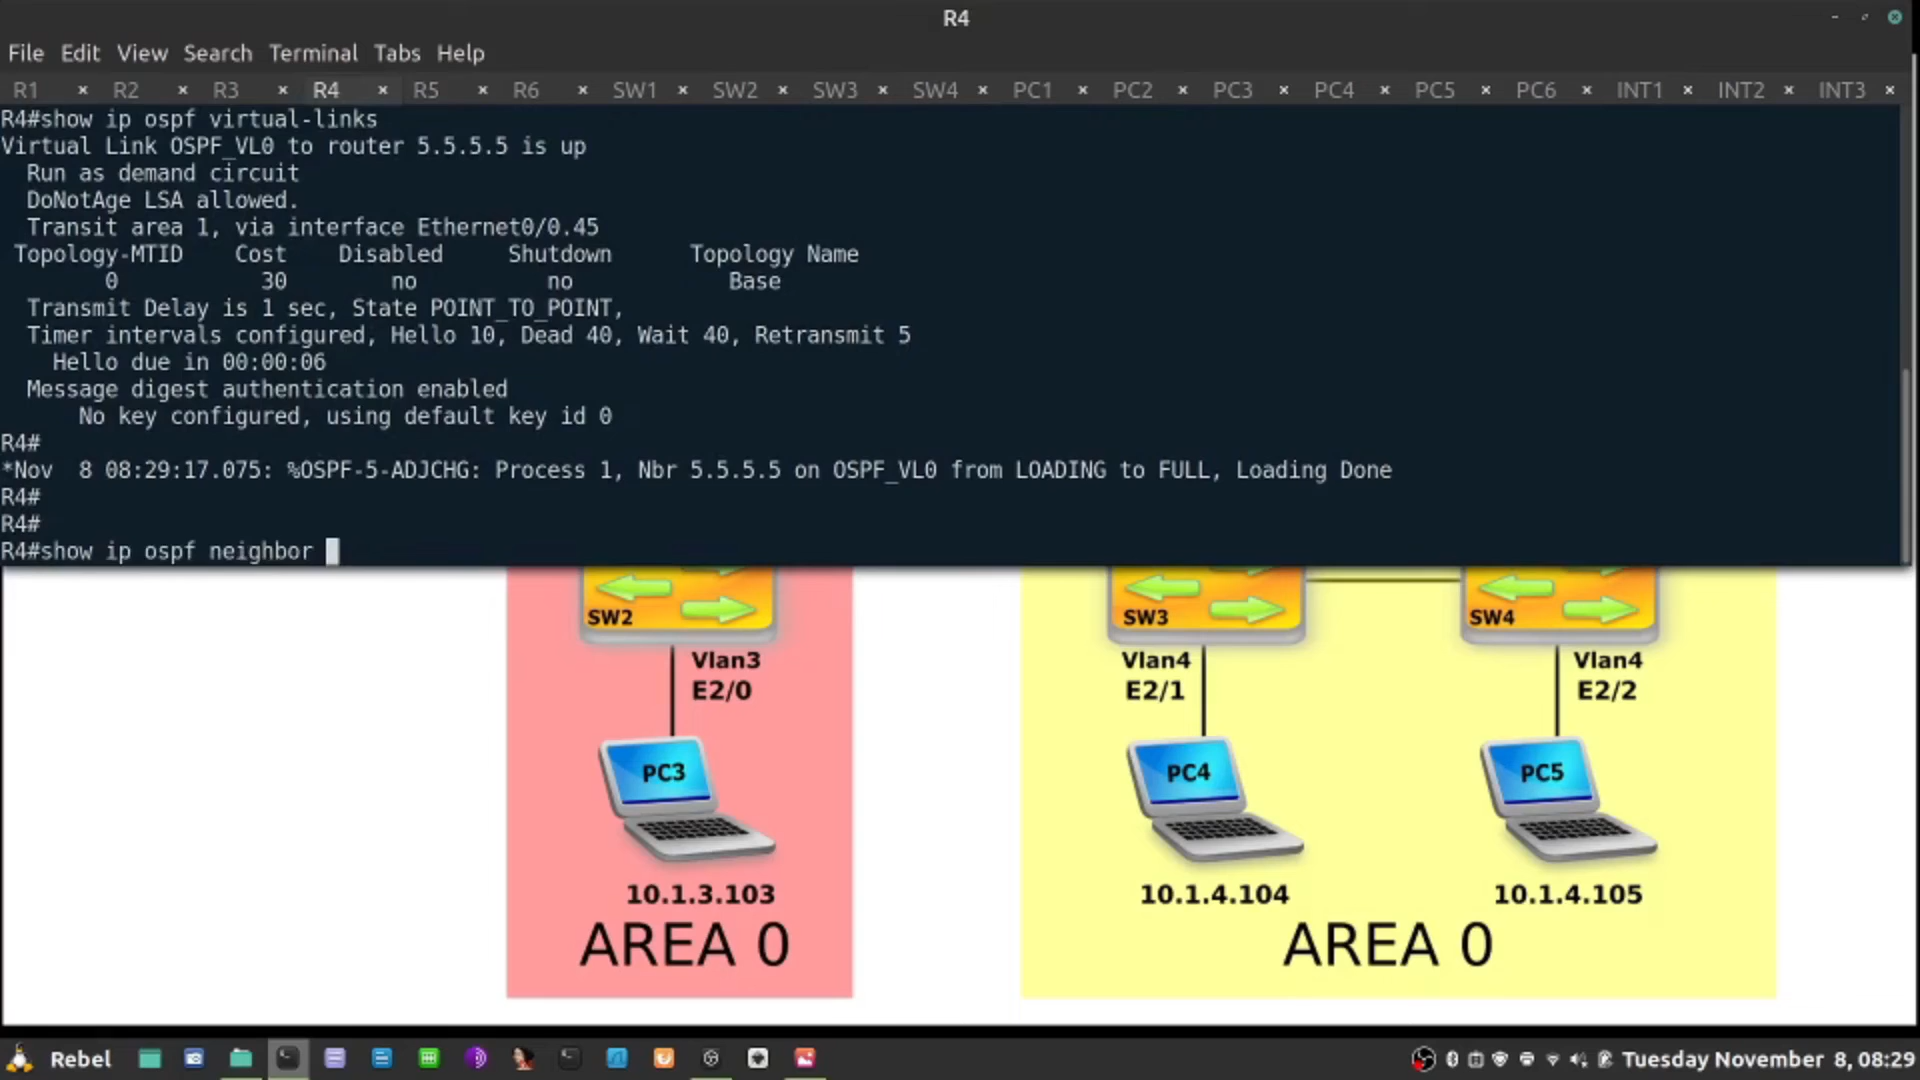 R4
File Edit View Search Terminal Tabs Help
R1 × R2 × R3 × R4 × R5 × R6 × SW1 × SW2 × SW3 × SW4 × PC1 × PC2 × PC3 × PC4 × PC5 × PC6 × INT1 × INT2 × INT3 ×
R4#show ip ospf virtual-links
Virtual Link OSPF_VL0 to router 5.5.5.5 is up
Run as demand circuit
DoNotAge LSA allowed.
Transit area 1, via interface Ethernet0/0.45
Topology-MTID Cost Disabled Shutdown Topology Name
0 30 no no Base
Transmit Delay is 1 sec, State POINT_TO_POINT,
Timer intervals configured, Hello 10, Dead 40, Wait 40, Retransmit 5
Hello due in 00:00:06
Message digest authentication enabled
No key configured, using default key id 0
R4#
*Nov  8 08:29:17.075: %OSPF-5-ADJCHG: Process 1, Nbr 5.5.5.5 on OSPF_VL0 from LOADING to FULL, Loading Done
R4#
R4#
R4#show ip ospf neighbor
SW2 SW3 SW4
Vlan3 Vlan4 Vlan4
E2/0 E2/1 E2/2
PC3 PC4 PC5
10.1.3.103 10.1.4.104 10.1.4.105
AREA 0 AREA 0
Rebel Tuesday November 8, 08:29